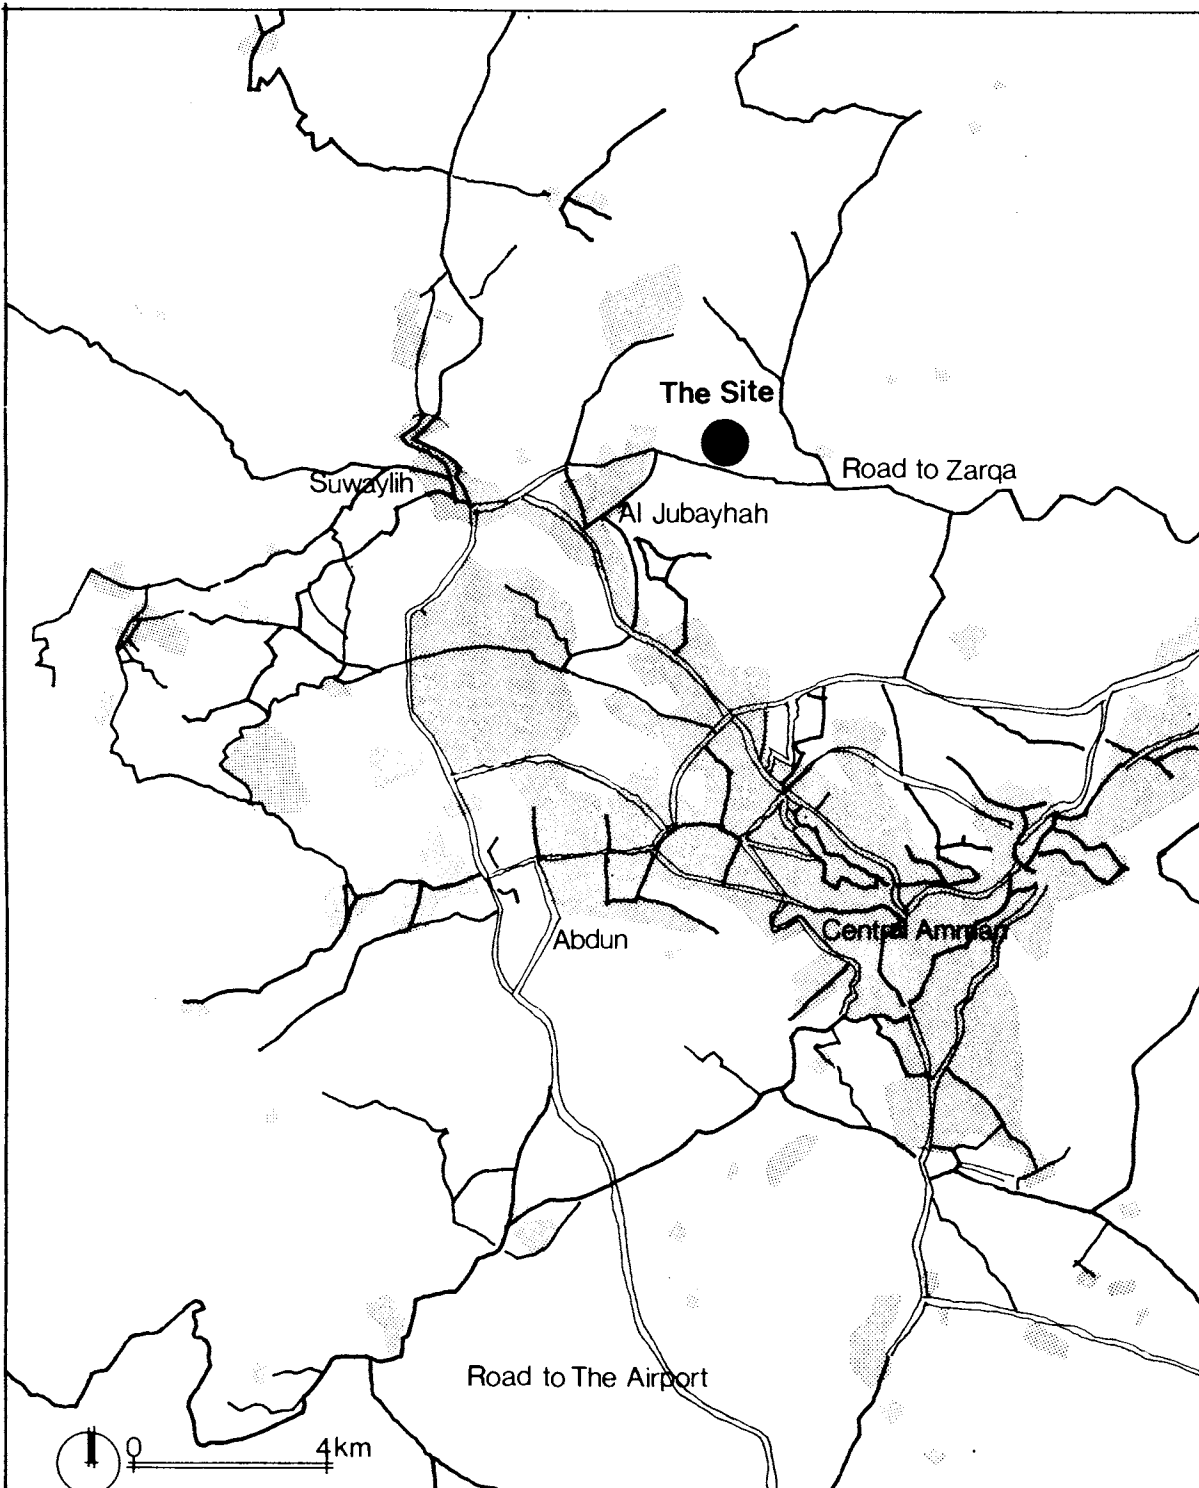 The Site
Road to Zarqa
Suwaylih
Al Jubayhah
Abdun
Central Amman
Road to The Airport
0 4km